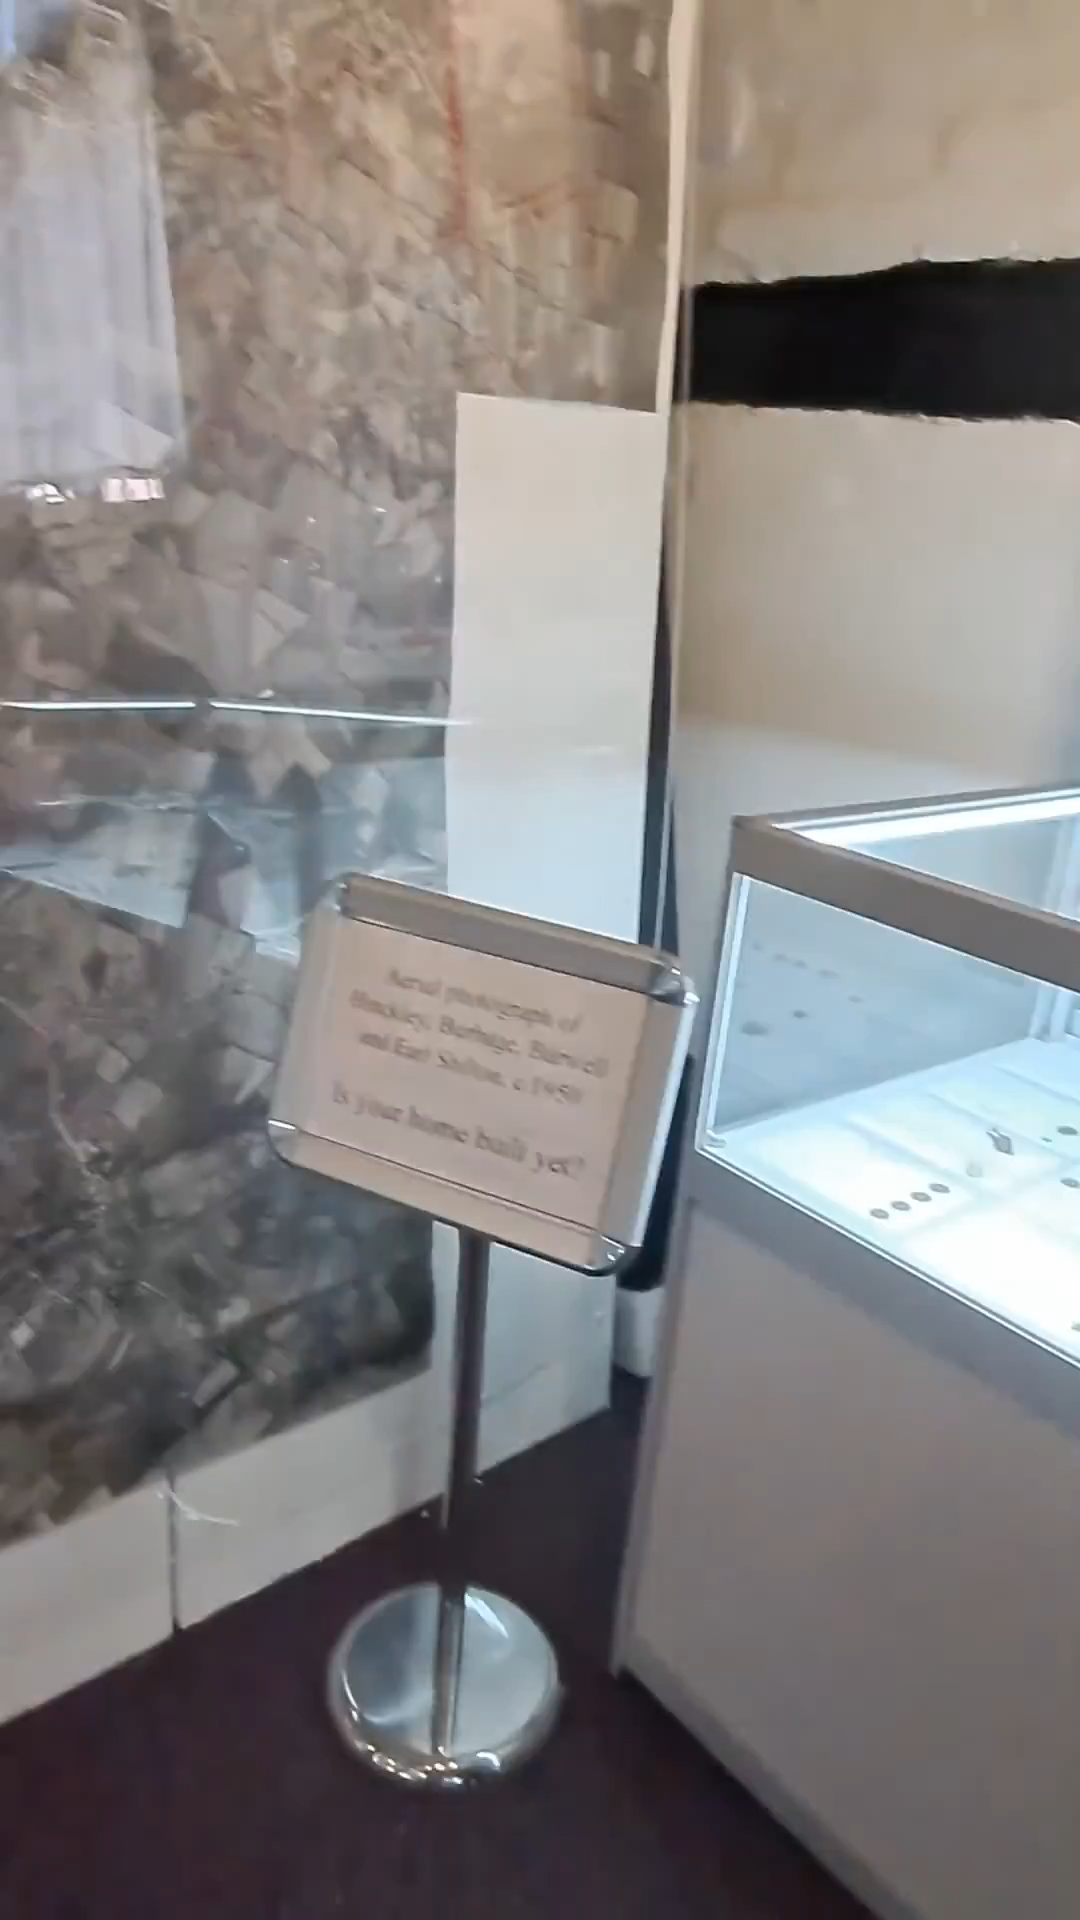 Aerial photograph of
Hinckley, Burbage, Barwell
and Earl Shilton, c.1950
Is your home built yet?